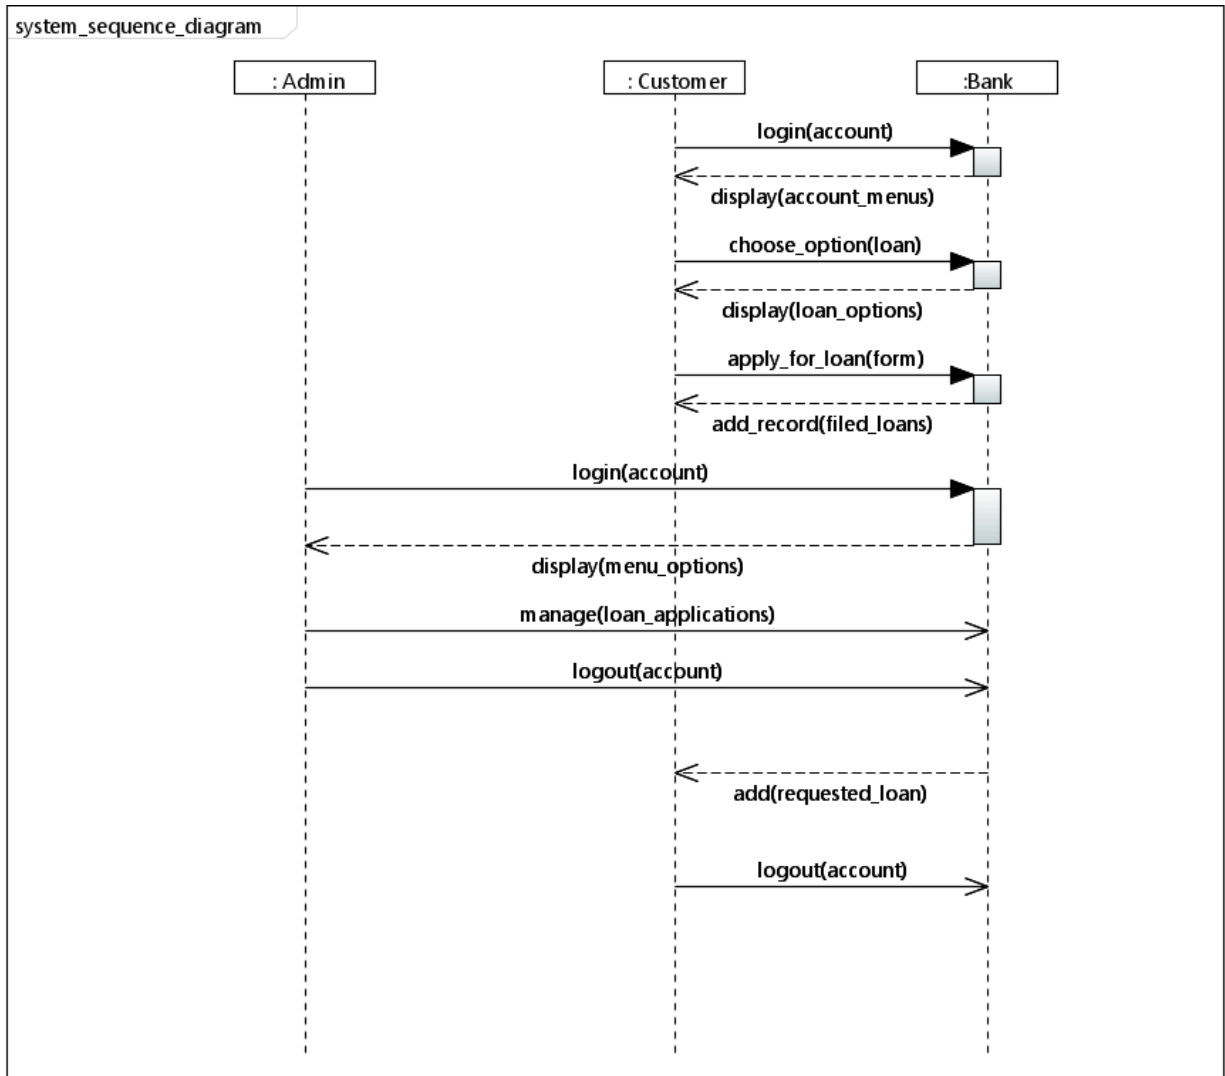 system_sequence_diagram
: Admin
: Customer
:Bank
login(account)
display(account_menus)
choose_option(loan)
display(loan_options)
apply_for_loan(form)
add_record(filed_loans)
login(account)
display(menu_options)
manage(loan_applications)
logout(account)
add(requested_loan)
logout(account)